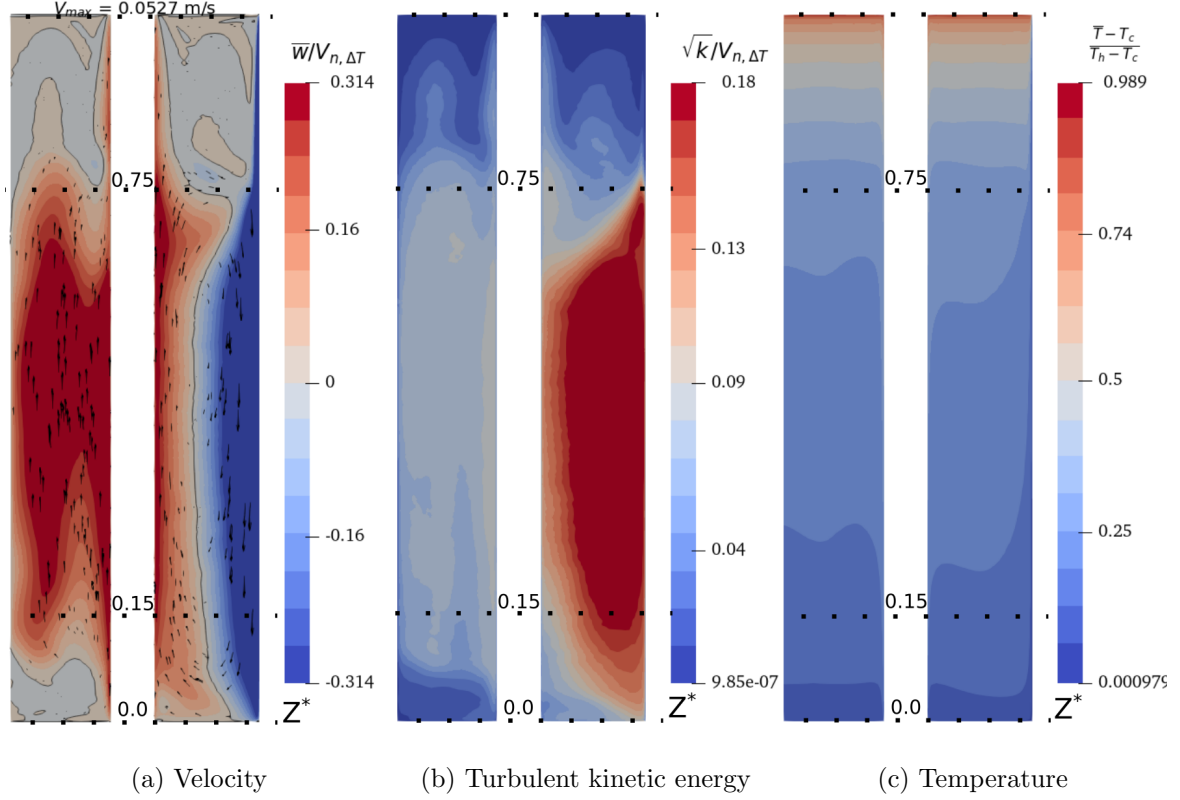 V_max = 0.0527 m/s
w̅/V_{n, ΔT}
0.314
0.16
0
-0.16
-0.314
0.75
0.15
0.0
Z*
√k̅/V_{n, ΔT}
0.18
0.13
0.09
0.04
9.85e-07
0.75
0.15
0.0
Z*
T̅ − T_c
T̅_h − T_c
0.989
0.74
0.5
0.25
0.000979
0.75
0.15
0.0
Z*
(a) Velocity
(b) Turbulent kinetic energy
(c) Temperature